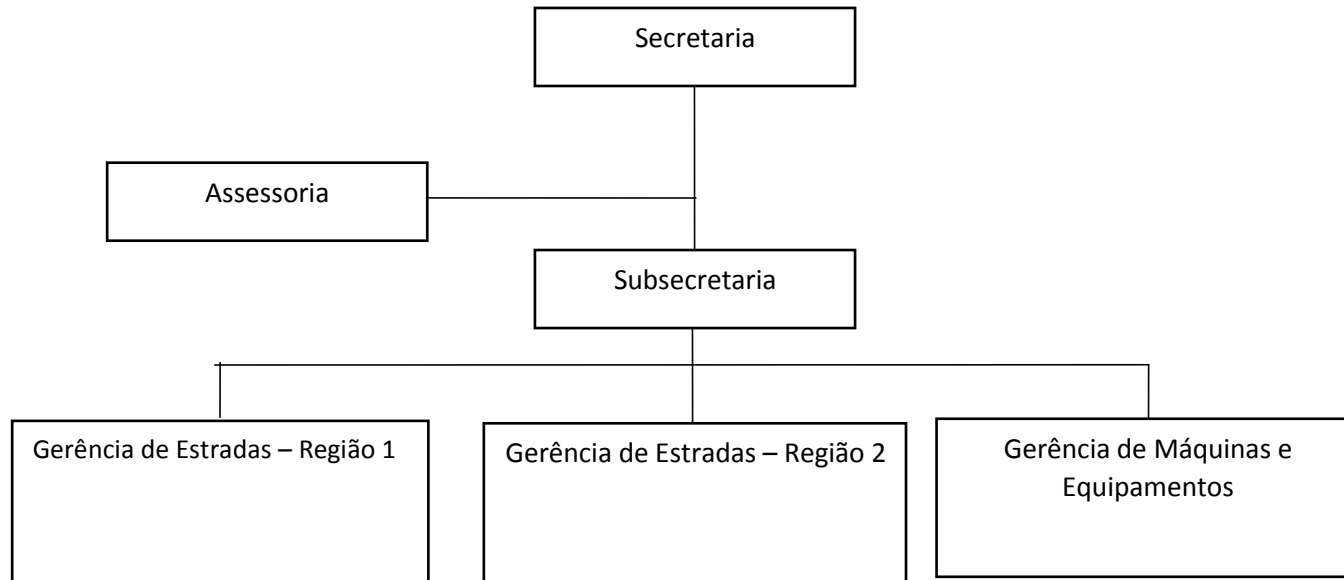 Secretaria
Assessoria
Subsecretaria
Gerência de Estradas – Região 1
Gerência de Estradas – Região 2
Gerência de Máquinas e
Equipamentos